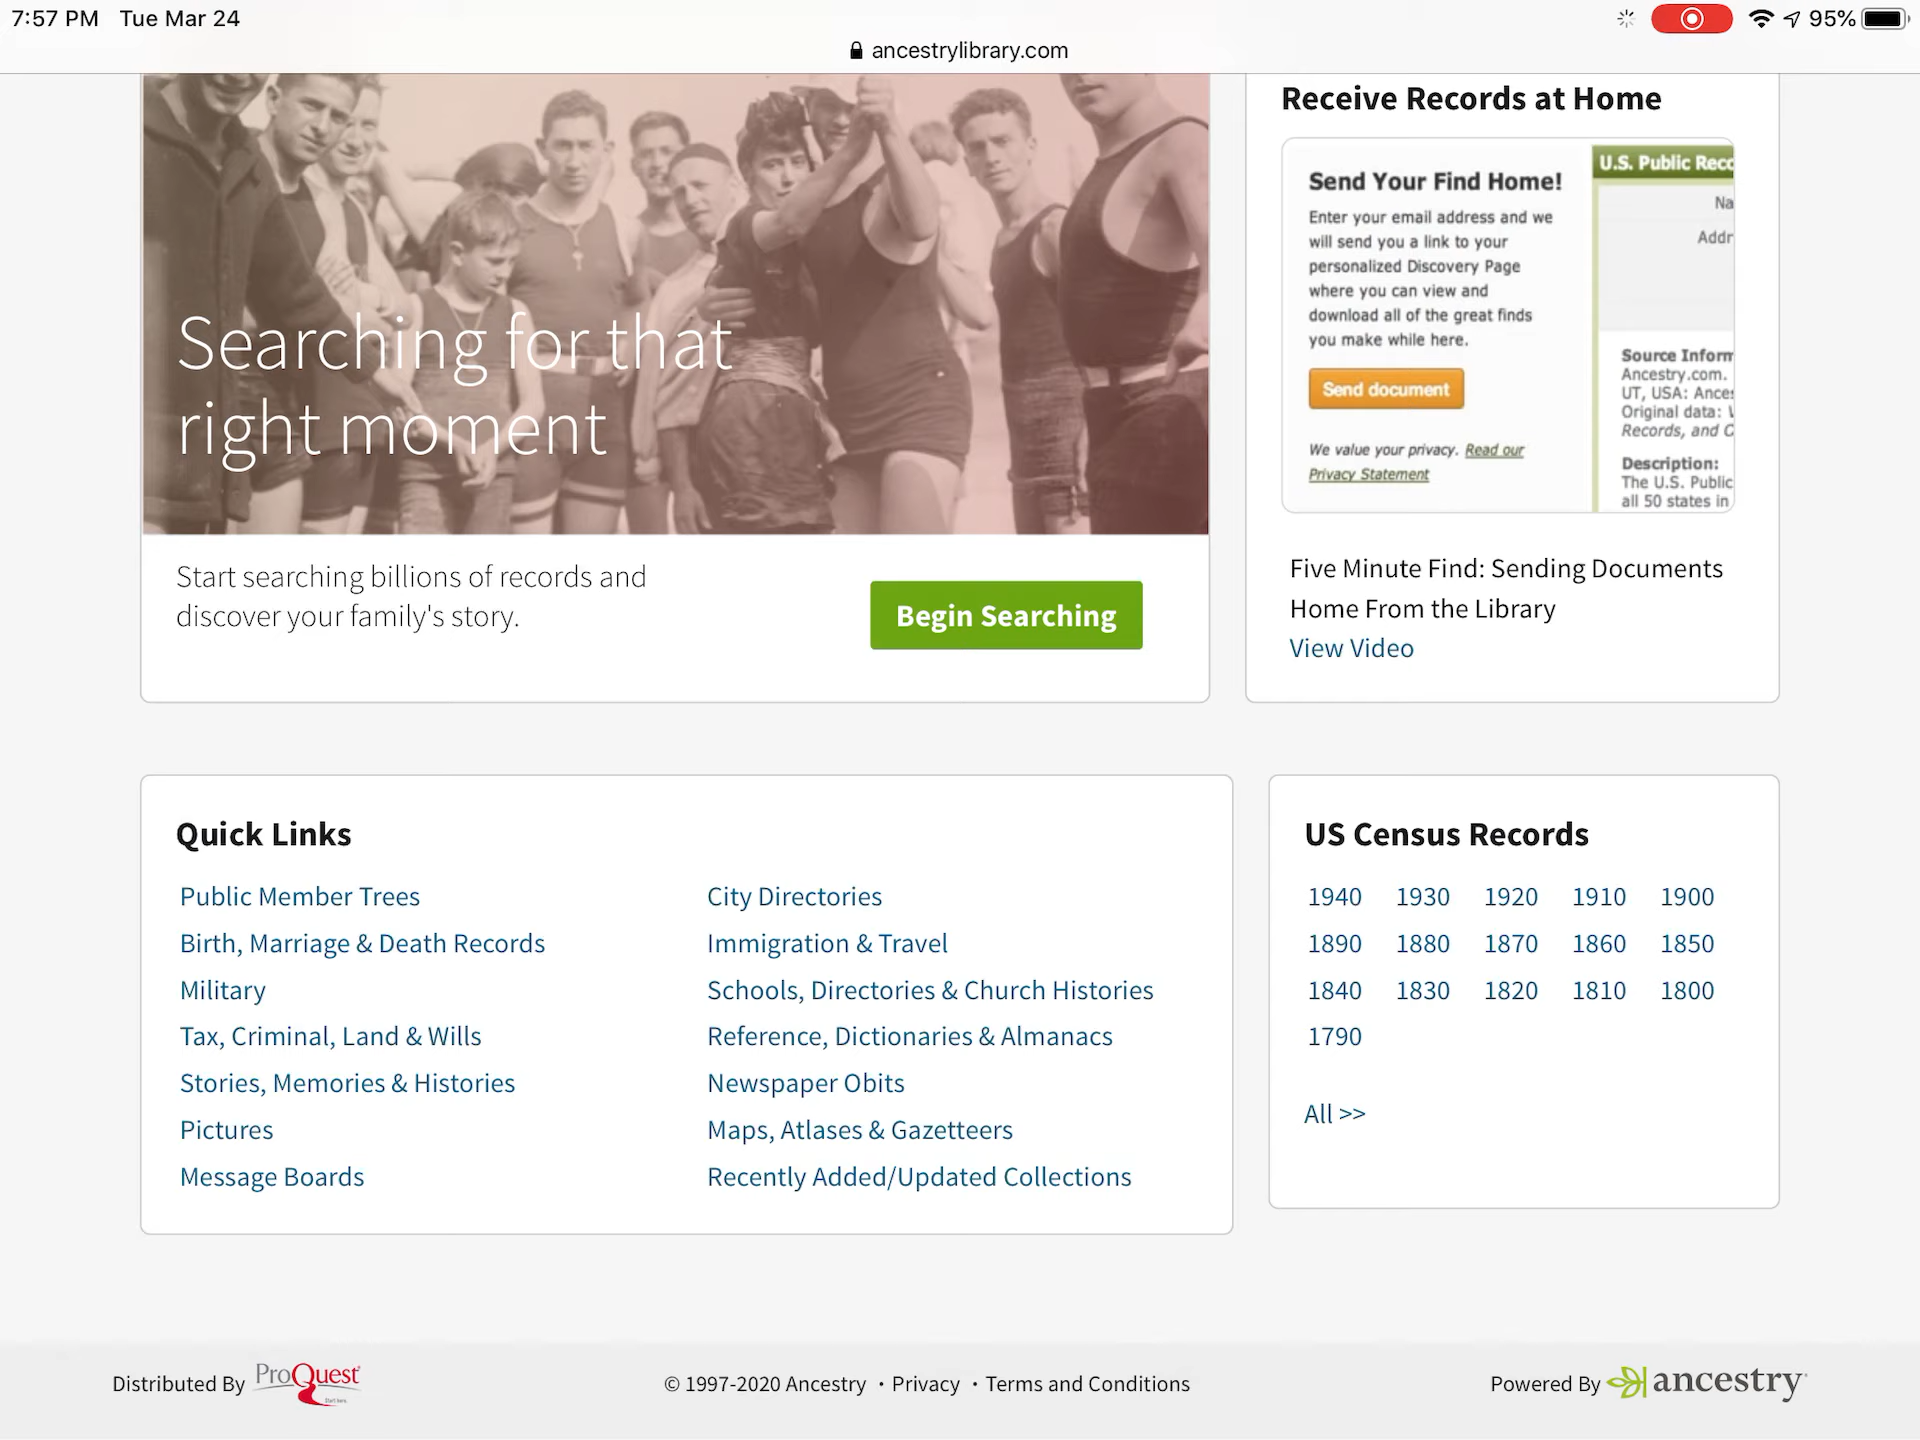 7:57 PM Tue Mar 24
95%
ancestrylibrary.com
Searching for that
right moment
Start searching billions of records and
discover your family's story.
Begin Searching
Receive Records at Home
Send Your Find Home!
Enter your email address and we
will send you a link to your
personalized Discovery Page
where you can view and
download all of the great finds
you make while here.
Send document
We value your privacy. Read our
Privacy Statement
U.S. Public Reco
Na
Addr
Source Inform
Ancestry.com.
UT, USA: Ances
Original data:
Records, and
Description:
The U.S. Public
all 50 states in
Five Minute Find: Sending Documents
Home From the Library
View Video
Quick Links
Public Member Trees
Birth, Marriage & Death Records
Military
Tax, Criminal, Land & Wills
Stories, Memories & Histories
Pictures
Message Boards
City Directories
Immigration & Travel
Schools, Directories & Church Histories
Reference, Dictionaries & Almanacs
Newspaper Obits
Maps, Atlases & Gazetteers
Recently Added/Updated Collections
US Census Records
1940 1930 1920 1910 1900
1890 1880 1870 1860 1850
1840 1830 1820 1810 1800
1790
All >>
Distributed By ProQuest
Start here.
© 1997-2020 Ancestry · Privacy · Terms and Conditions
Powered By ancestry